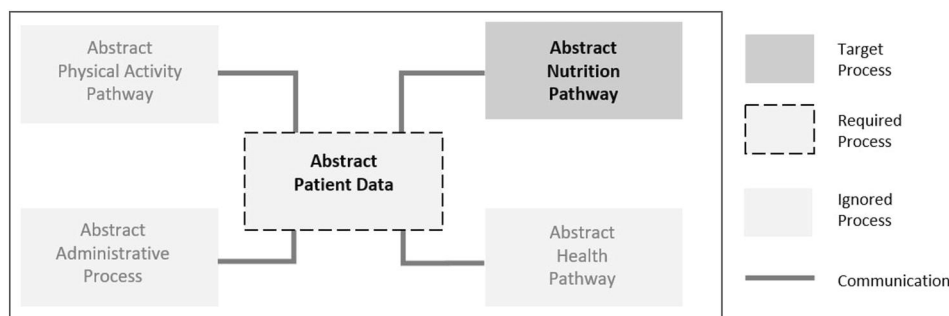 Abstract
Physical Activity
Pathway
Abstract
Nutrition
Pathway
Abstract
Patient Data
Abstract
Administrative
Process
Abstract
Health
Pathway
Target
Process
Required
Process
Ignored
Process
Communication